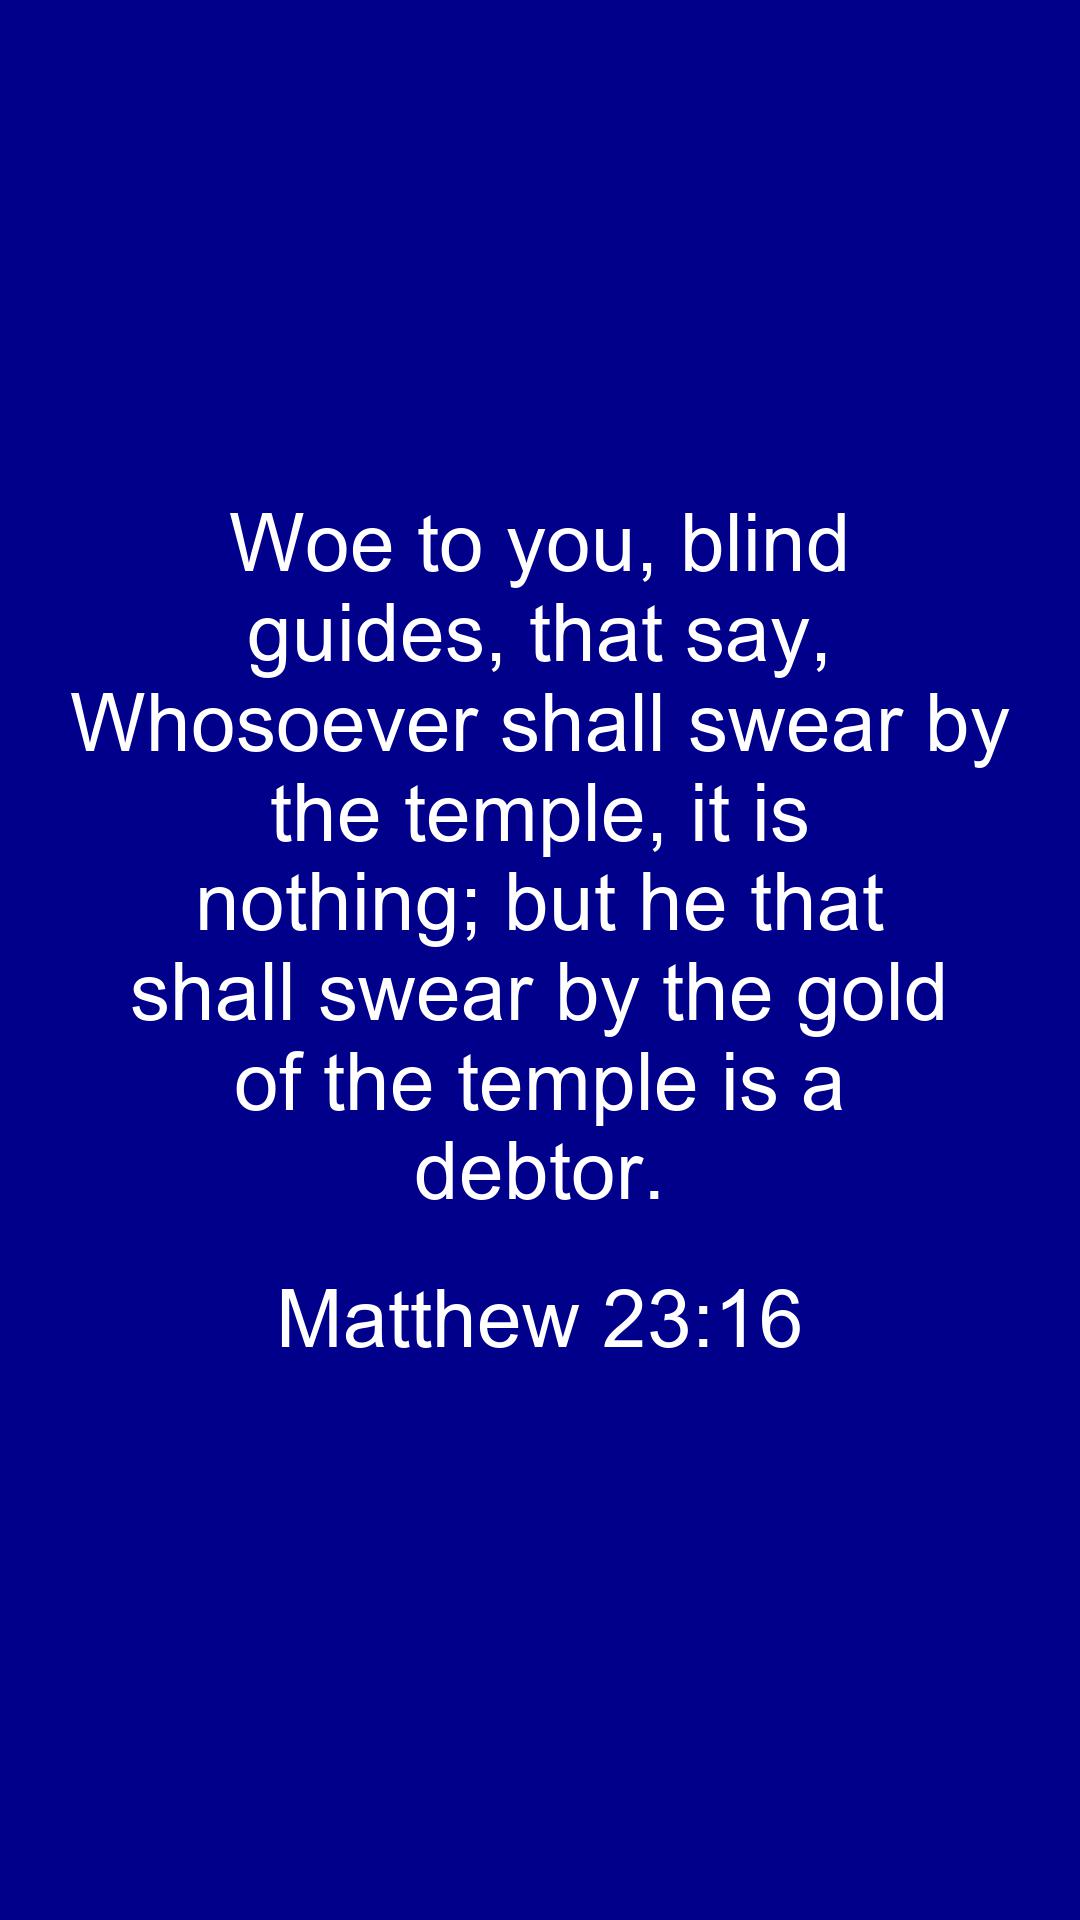 Woe to you, blind
guides, that say,
Whosoever shall swear by
the temple, it is
nothing; but he that
shall swear by the gold
of the temple is a
debtor.
Matthew 23:16